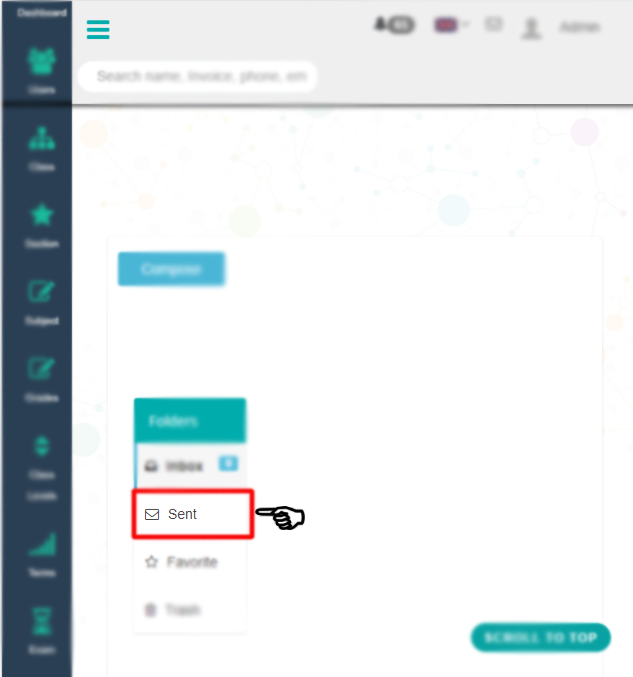 Dashboard
Search name, Invoice, phone, em
Admin
Users
Class
Section
Subject
Grades
Class
Levels
Terms
Exam
Compose
Folders
Inbox
Sent
Favorite
Trash
SCROLL TO TOP